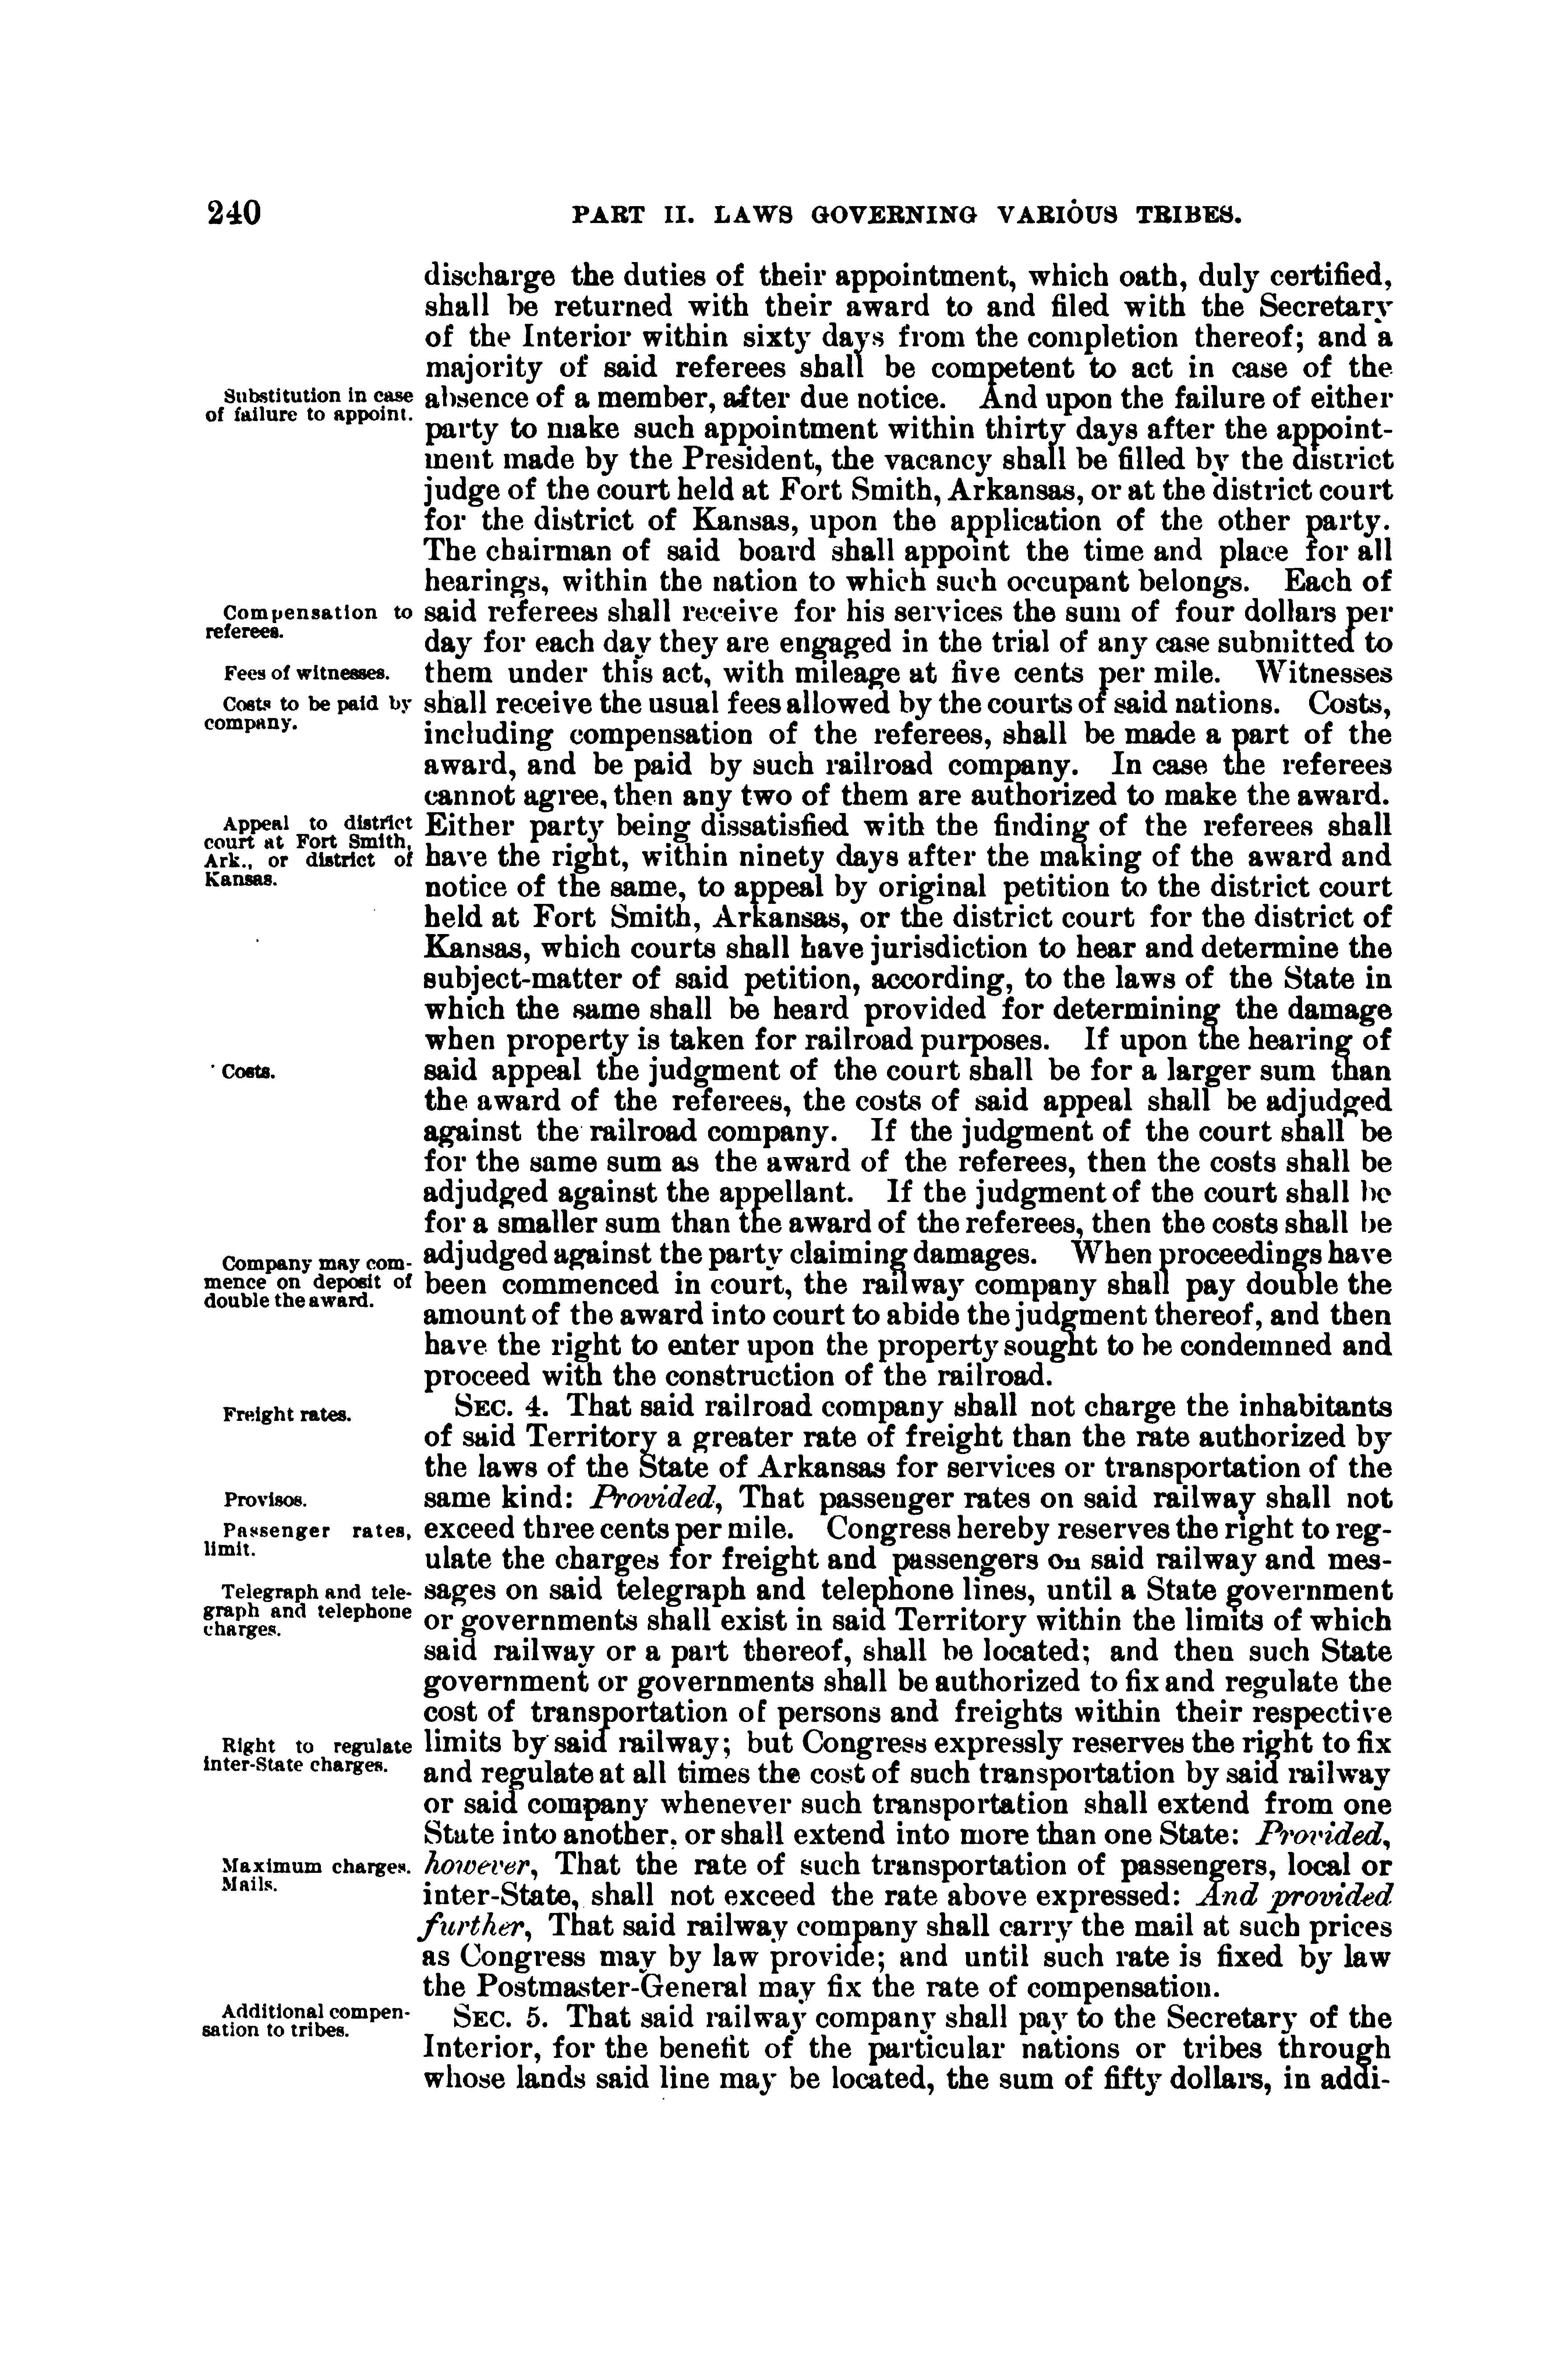 240
PART II. LAWS GOVERNING VARIOUS TRIBES.
discharge the duties of their appointment, which oath, duly certified,
shall be returned with their award to and filed with the Secretary
of the Interior within sixty days from the completion thereof; and a
majority of said referees shall be competent to act in case of the
Substitution in case
of failure to appoint.
absence of a member, after due notice. And upon the failure of either
party to make such appointment within thirty days after the appoint-
ment made by the President, the vacancy shall be filled by the district
judge of the court held at Fort Smith, Arkansas, or at the district court
for the district of Kansas, upon the application of the other party.
The chairman of said board shall appoint the time and place for all
hearings, within the nation to which such occupant belongs. Each of
Compensation to
referees.
said referees shall receive for his services the sum of four dollars per
day for each day they are engaged in the trial of any case submitted to
Fees of witnesses.
them under this act, with mileage at five cents per mile. Witnesses
Costs to be paid by
company.
shall receive the usual fees allowed by the courts of said nations. Costs,
including compensation of the referees, shall be made a part of the
award, and be paid by such railroad company. In case the referees
cannot agree, then any two of them are authorized to make the award.
Appeal to district
court at Fort Smith,
Ark., or district of
Kansas.
Either party being dissatisfied with the finding of the referees shall
have the right, within ninety days after the making of the award and
notice of the same, to appeal by original petition to the district court
held at Fort Smith, Arkansas, or the district court for the district of
Kansas, which courts shall have jurisdiction to hear and determine the
subject-matter of said petition, according, to the laws of the State in
which the same shall be heard provided for determining the damage
when property is taken for railroad purposes. If upon the hearing of
Costs.
said appeal the judgment of the court shall be for a larger sum than
the award of the referees, the costs of said appeal shall be adjudged
against the railroad company. If the judgment of the court shall be
for the same sum as the award of the referees, then the costs shall be
adjudged against the appellant. If the judgment of the court shall be
for a smaller sum than the award of the referees, then the costs shall be
Company may com-
mence on deposit of
double the award.
adjudged against the party claiming damages. When proceedings have
been commenced in court, the railway company shall pay double the
amount of the award into court to abide the judgment thereof, and then
have the right to enter upon the property sought to be condemned and
proceed with the construction of the railroad.
Freight rates.
SEC. 4. That said railroad company shall not charge the inhabitants
of said Territory a greater rate of freight than the rate authorized by
the laws of the State of Arkansas for services or transportation of the
Provisos.
same kind: Provided, That passenger rates on said railway shall not
Passenger rates,
limit.
exceed three cents per mile. Congress hereby reserves the right to reg-
ulate the charges for freight and passengers on said railway and mes-
Telegraph and tele-
graph and telephone
charges.
sages on said telegraph and telephone lines, until a State government
or governments shall exist in said Territory within the limits of which
said railway or a part thereof, shall be located; and then such State
government or governments shall be authorized to fix and regulate the
cost of transportation of persons and freights within their respective
Right to regulate
inter-State charges.
limits by said railway; but Congress expressly reserves the right to fix
and regulate at all times the cost of such transportation by said railway
or said company whenever such transportation shall extend from one
State into another, or shall extend into more than one State: Provided,
Maximum charges.
Mails.
however, That the rate of such transportation of passengers, local or
inter-State, shall not exceed the rate above expressed: And provided
further, That said railway company shall carry the mail at such prices
as Congress may by law provide; and until such rate is fixed by law
the Postmaster-General may fix the rate of compensation.
Additional compen-
sation to tribes.
SEC. 5. That said railway company shall pay to the Secretary of the
Interior, for the benefit of the particular nations or tribes through
whose lands said line may be located, the sum of fifty dollars, in addi-